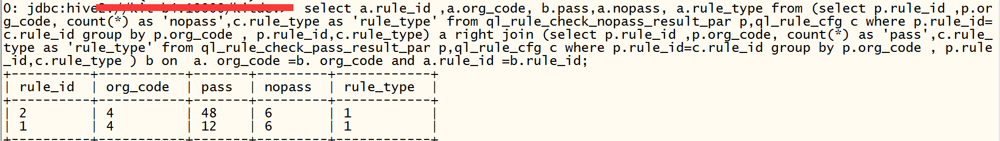 0: jdbc:hive select a.rule_id ,a.org_code, b.pass,a.nopass, a.rule_type from (select p.rule_id ,p.or
g_code, count(*) as 'nopass',c.rule_type as 'rule_type' from ql_rule_check_nopass_result_par p,ql_rule_cfg c where p.rule_id=
c.rule_id group by p.org_code , p.rule_id,c.rule_type) a right join (select p.rule_id ,p.org_code, count(*) as 'pass',c.rule_
type as 'rule_type' from ql_rule_check_pass_result_par p,ql_rule_cfg c where p.rule_id=c.rule_id group by p.org_code , p.rule
_id,c.rule_type ) b on  a. org_code =b. org_code and a.rule_id =b.rule_id;
+----------+-----------+-------+---------+------------+
| rule_id  | org_code  | pass  | nopass  | rule_type  |
+----------+-----------+-------+---------+------------+
| 2        | 4         | 48    | 6       | 1          |
| 1        | 4         | 12    | 6       | 1          |
+----------+-----------+-------+---------+------------+